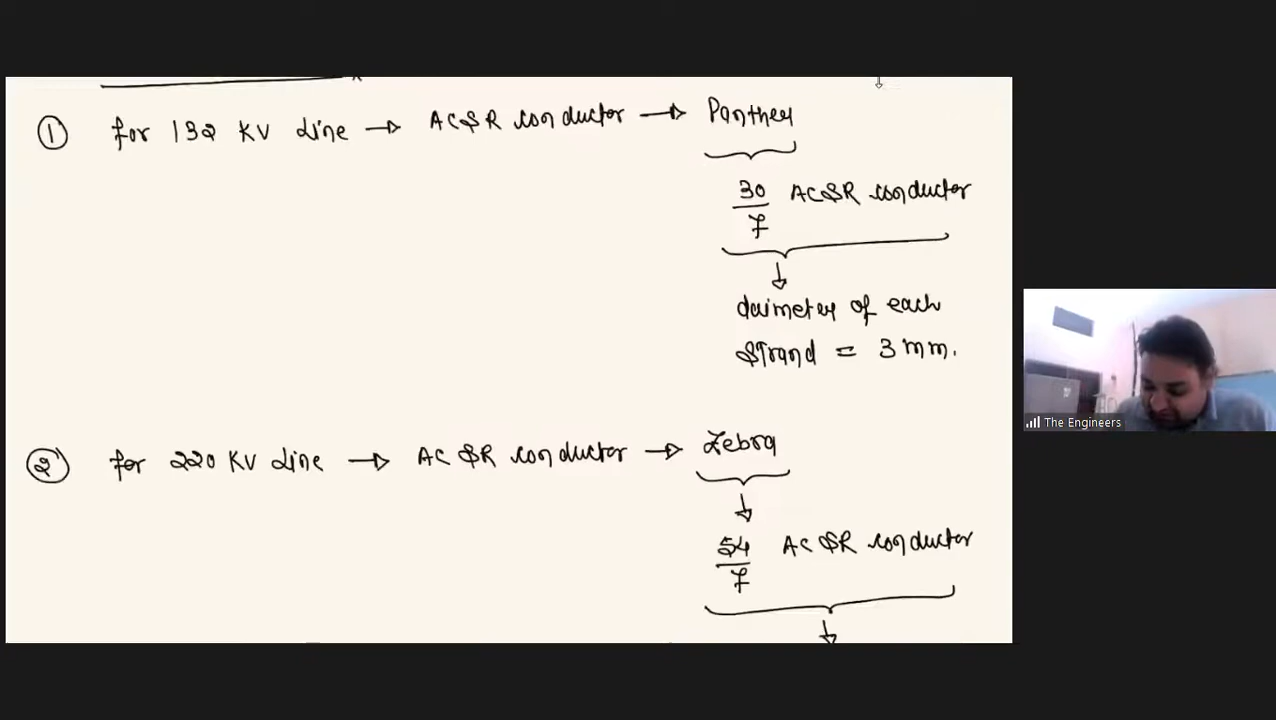 ① for 132 KV Line → ACSR conductor → Panther
30/7 ACSR conductor
↓
daimeter of each
strand = 3 mm.
② for 220 KV Line → ACSR conductor → Zebra
↓
54/7 ACSR conductor
↓
The Engineers